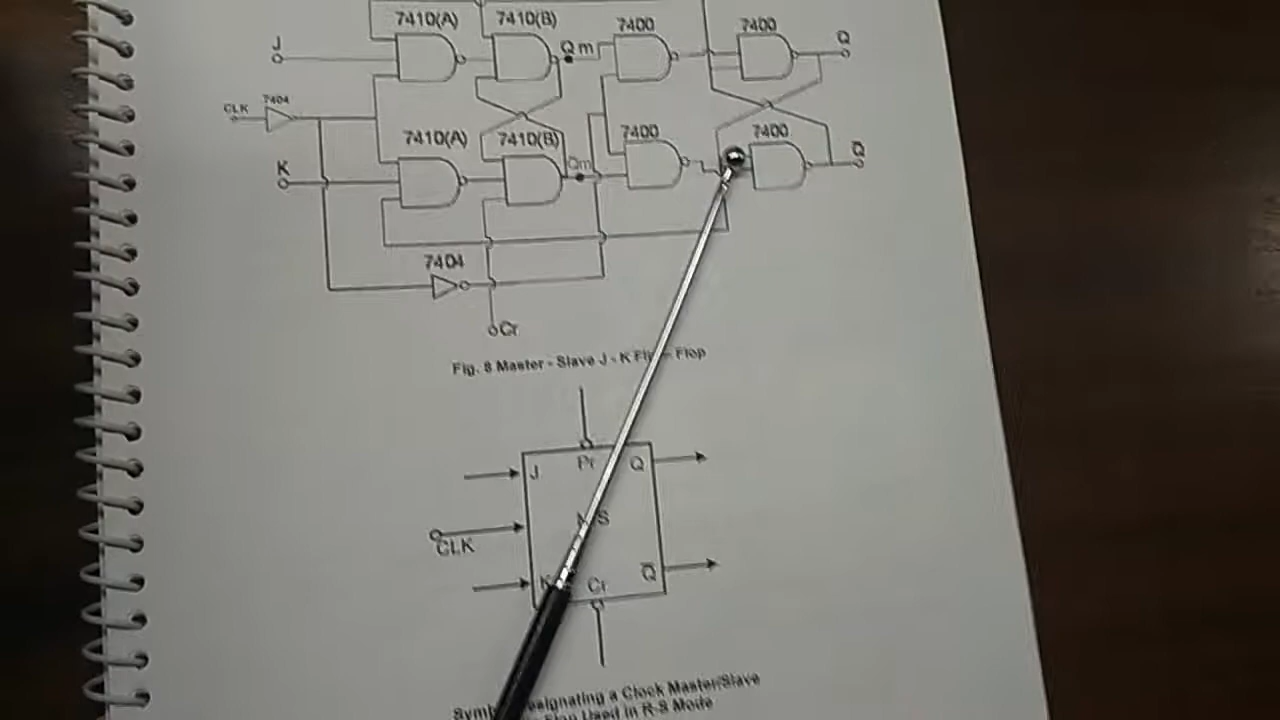 7410(A) 7410(B) 7400 7400
J Qm Q
CLK 7404
7410(A) 7410(B) 7400 7400
K Qm Q̅
7404
Cr
Fig. 8 Master - Slave J - K Flop
Pr
J Q
S
CLK
K Cr Q̅
a Clock Master/Slave
Used in R-S Mode